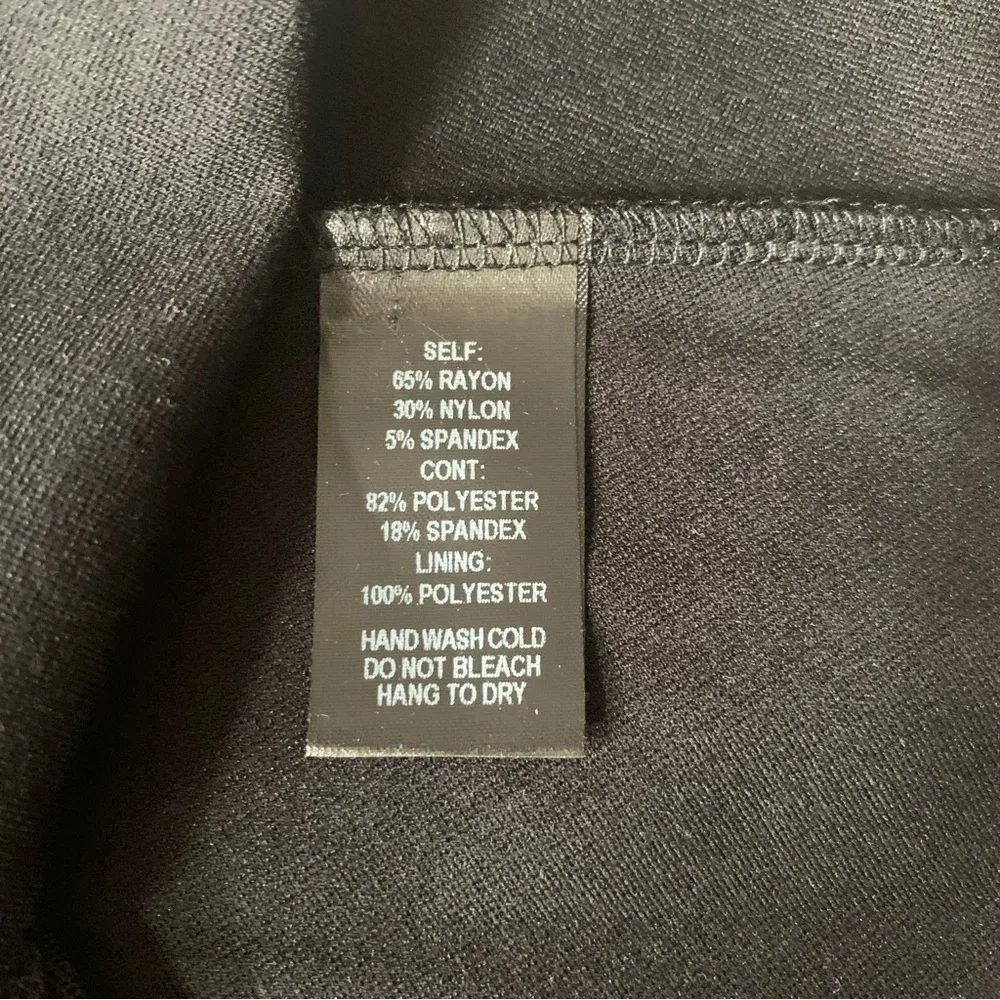 SELF:
65% RAYON
30% NYLON
5% SPANDEX
CONT:
82% POLYESTER
18% SPANDEX
LINING:
100% POLYESTER
HAND WASH COLD
DO NOT BLEACH
HANG TO DRY